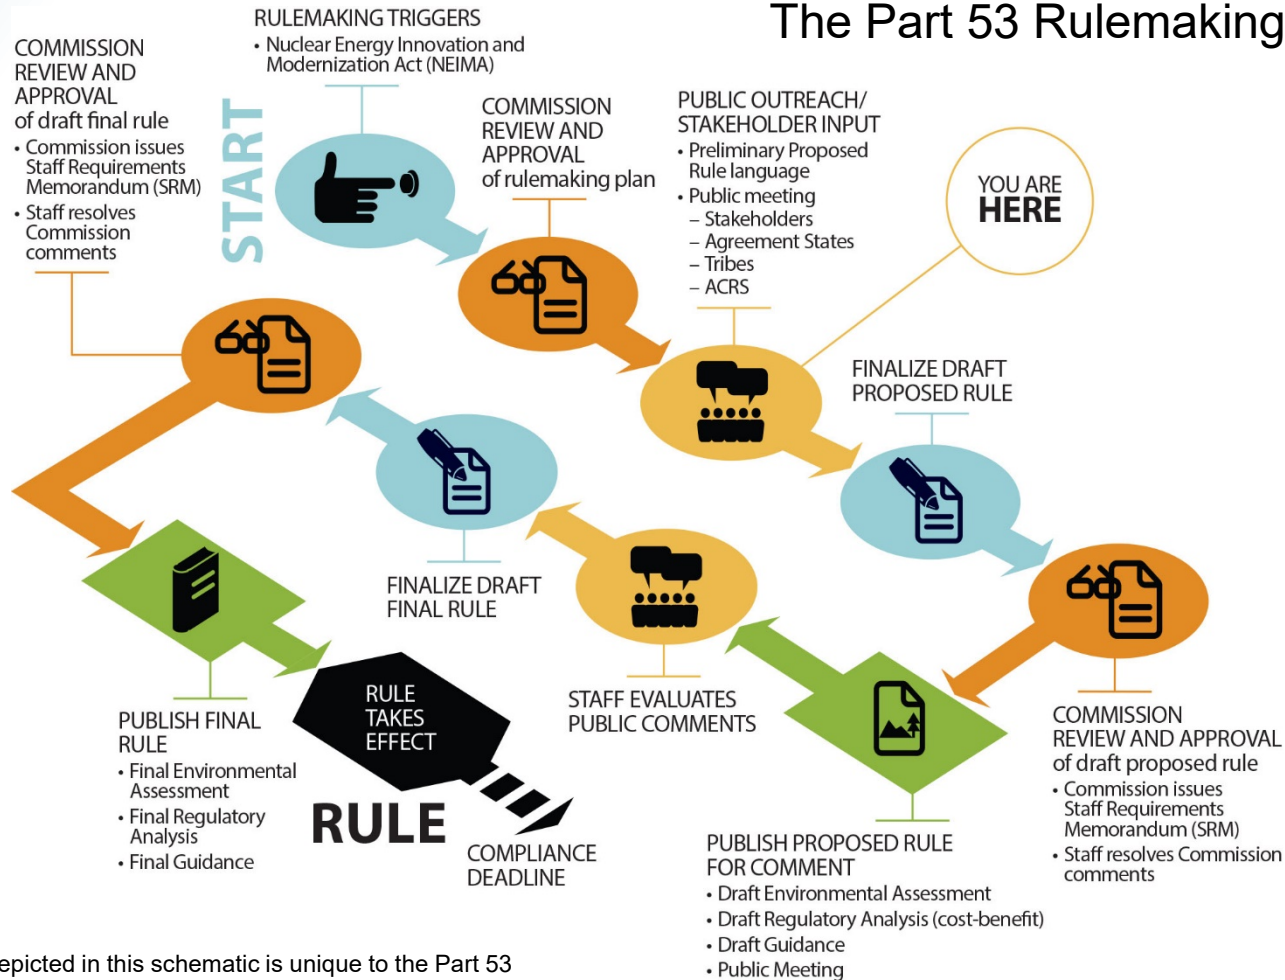 The Part 53 Rulemaking
START
RULEMAKING TRIGGERS
• Nuclear Energy Innovation and
Modernization Act (NEIMA)
COMMISSION
REVIEW AND
APPROVAL
of rulemaking plan
PUBLIC OUTREACH/
STAKEHOLDER INPUT
• Preliminary Proposed
Rule language
• Public meeting
– Stakeholders
– Agreement States
– Tribes
– ACRS
YOU ARE
HERE
FINALIZE DRAFT
PROPOSED RULE
COMMISSION
REVIEW AND APPROVAL
of draft proposed rule
• Commission issues
Staff Requirements
Memorandum (SRM)
• Staff resolves Commission
comments
PUBLISH PROPOSED RULE
FOR COMMENT
• Draft Environmental Assessment
• Draft Regulatory Analysis (cost-benefit)
• Draft Guidance
• Public Meeting
STAFF EVALUATES
PUBLIC COMMENTS
FINALIZE DRAFT
FINAL RULE
COMMISSION
REVIEW AND
APPROVAL
of draft final rule
• Commission issues
Staff Requirements
Memorandum (SRM)
• Staff resolves
Commission
comments
PUBLISH FINAL
RULE
• Final Environmental
Assessment
• Final Regulatory
Analysis
• Final Guidance
RULE
TAKES
EFFECT
RULE
COMPLIANCE
DEADLINE
epicted in this schematic is unique to the Part 53